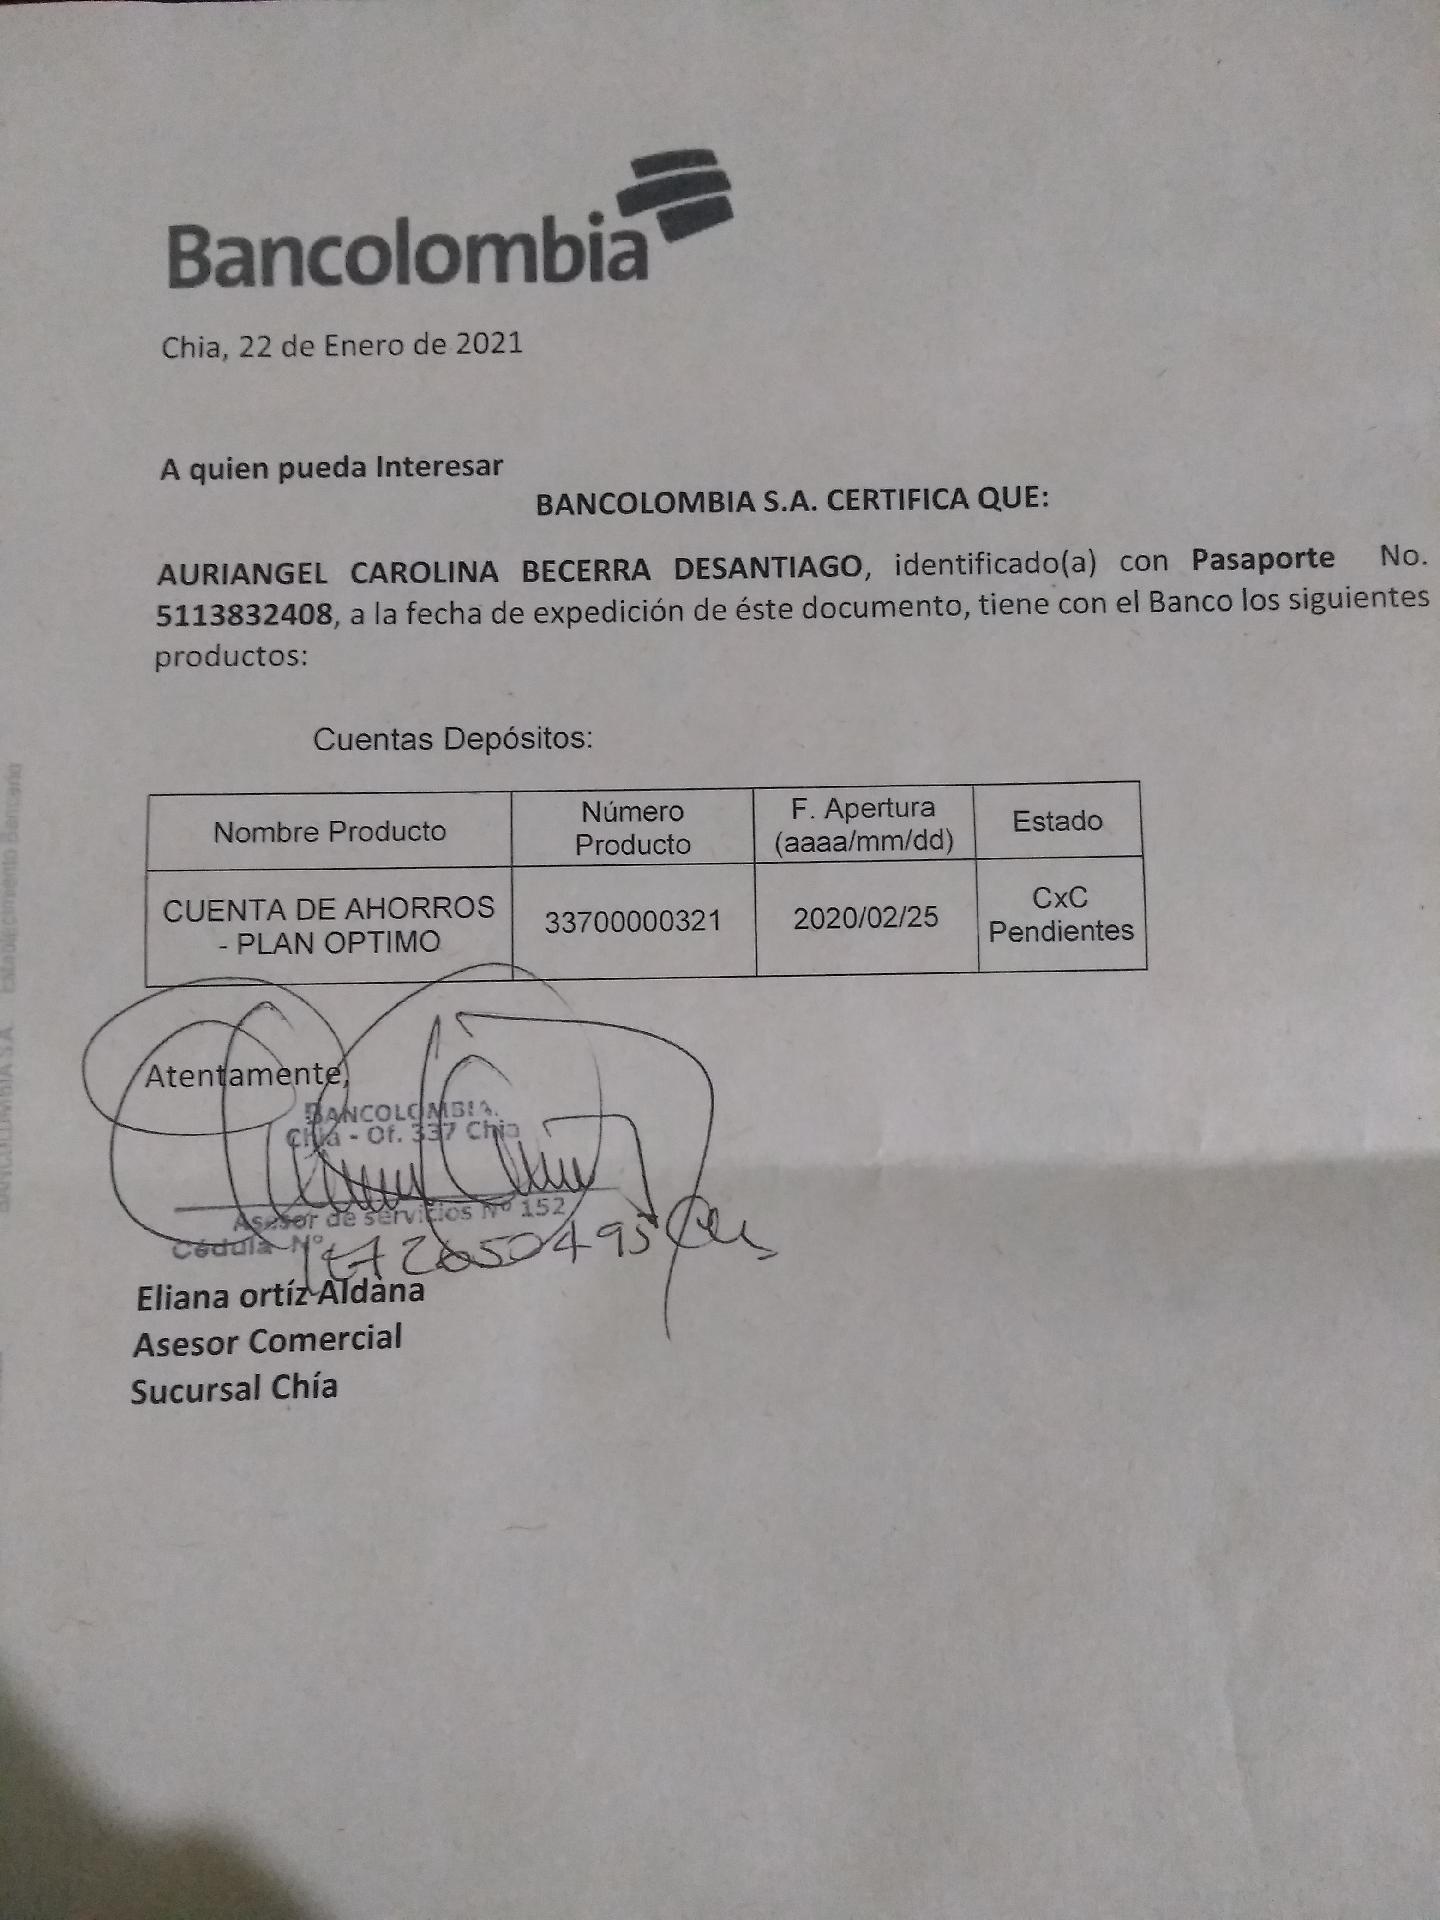 Bancolombia
Chia, 22 de Enero de 2021
A quien pueda Interesar
BANCOLOMBIA S.A. CERTIFICA QUE:
AURIANGEL CAROLINA BECERRA DESANTIAGO, identificado(a) con Pasaporte No.
5113832408, a la fecha de expedición de éste documento, tiene con el Banco los siguientes
productos:
Cuentas Depósitos:
Nombre Producto Número Producto F. Apertura (aaaa/mm/dd) Estado
CUENTA DE AHORROS - PLAN OPTIMO 33700000321 2020/02/25 CxC Pendientes
Atentamente,
BANCOLOMBIA.
Chia - Of. 337 Chia
Asesor de servicios Nº 152
Cédula Nº
Eliana ortíz Aldana
Asesor Comercial
Sucursal Chía
BANCOLOMBIA S.A. Establecimiento Bancario